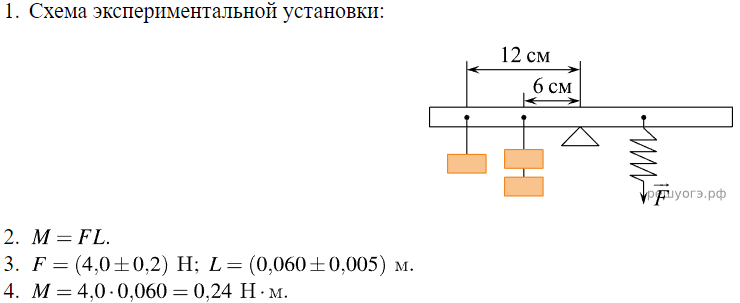 1. Схема экспериментальной установки:
12 см
6 см
F
решуогэ.рф
2. M = FL.
3. F = (4,0 ± 0,2) Н; L = (0,060 ± 0,005) м.
4. M = 4,0 · 0,060 = 0,24 Н · м.